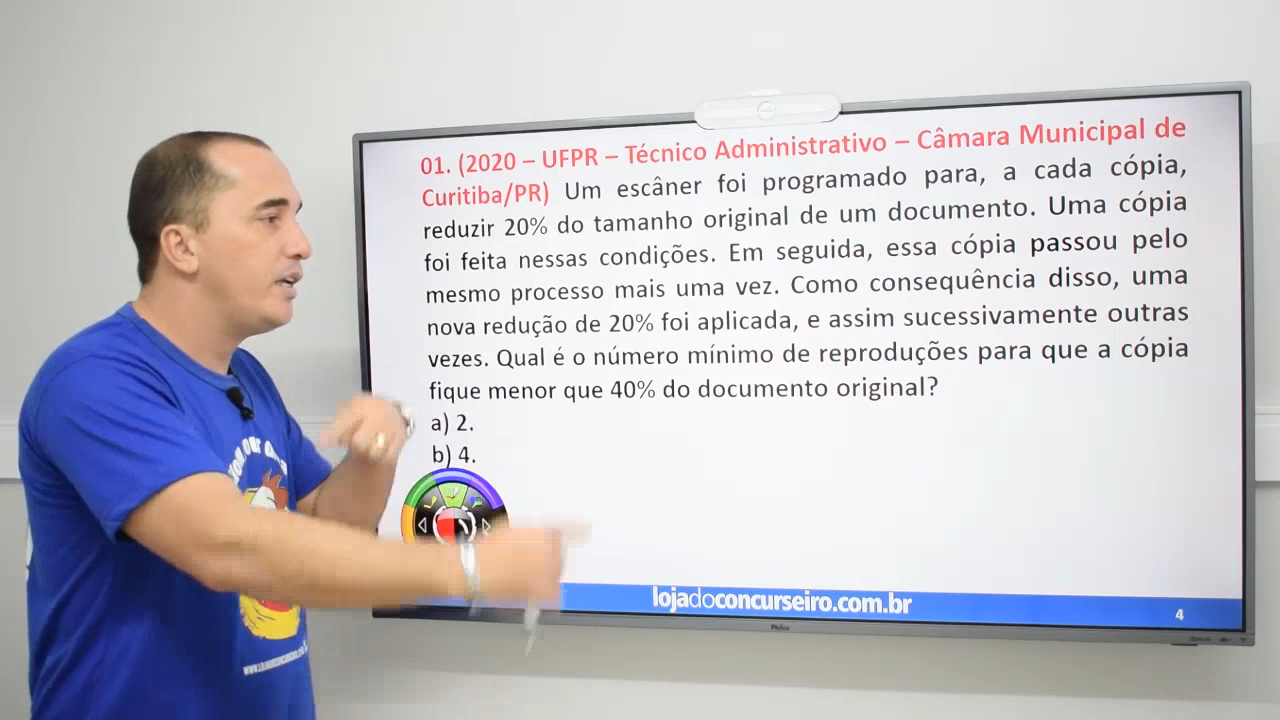 01. (2020 – UFPR – Técnico Administrativo – Câmara Municipal de
Curitiba/PR) Um escâner foi programado para, a cada cópia,
reduzir 20% do tamanho original de um documento. Uma cópia
foi feita nessas condições. Em seguida, essa cópia passou pelo
mesmo processo mais uma vez. Como consequência disso, uma
nova redução de 20% foi aplicada, e assim sucessivamente outras
vezes. Qual é o número mínimo de reproduções para que a cópia
fique menor que 40% do documento original?
a) 2.
b) 4.
lojadoconcurseiro.com.br
4
Philco